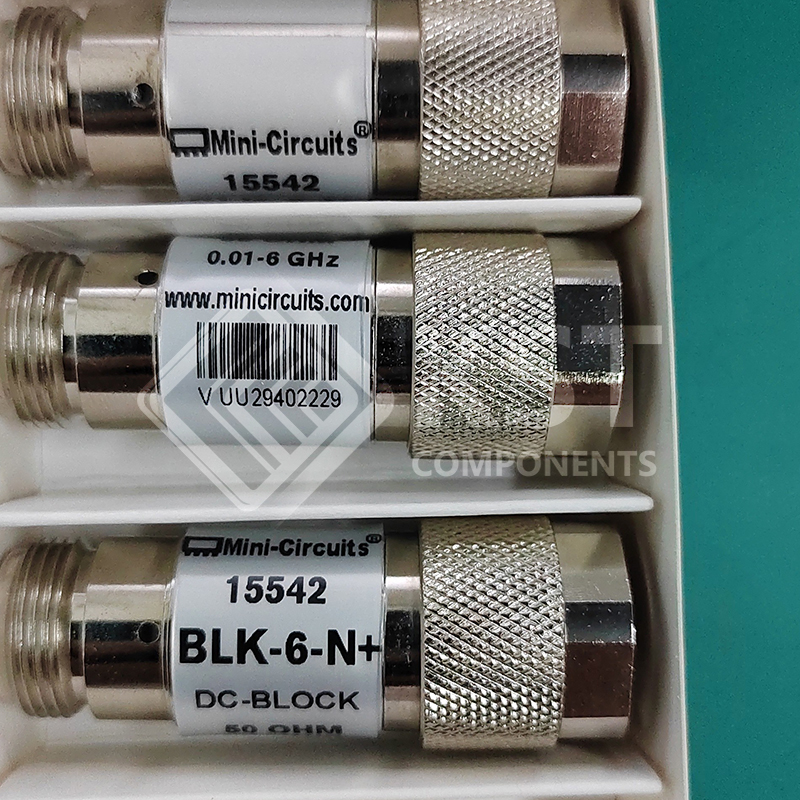 Mini-Circuits®
15542
0.01-6 GHz
www.minicircuits.com
V UU29402229
COMPONENTS
Mini-Circuits®
15542
BLK-6-N+
DC-BLOCK
50 OHM